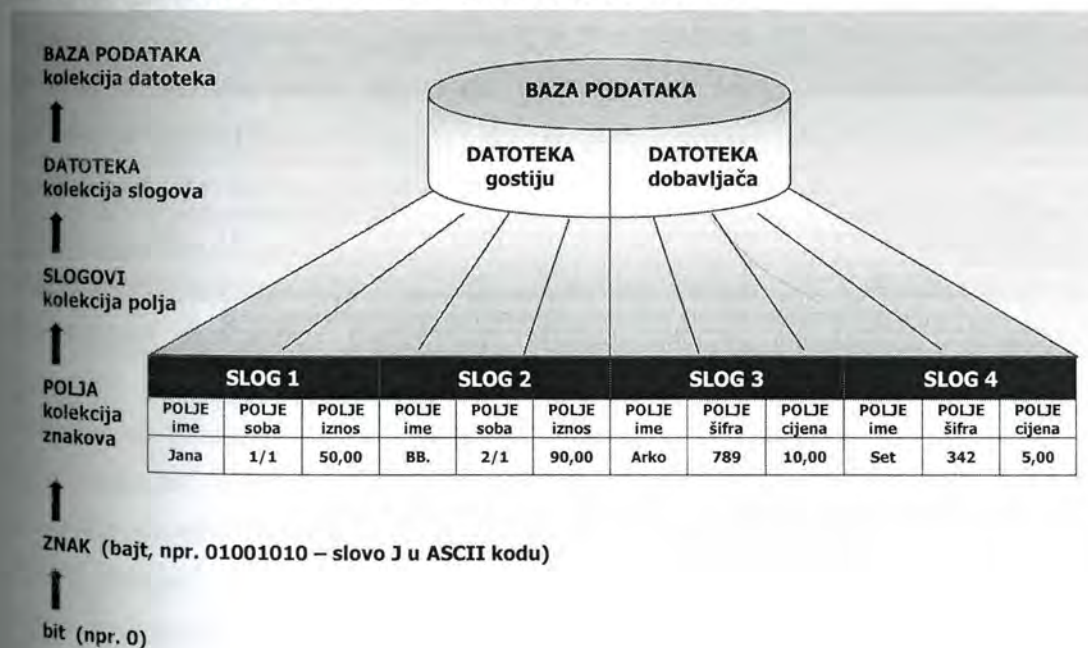 BAZA PODATAKA
kolekcija datoteka
DATOTEKA
kolekcija slogova
SLOGOVI
kolekcija polja
POLJA
kolekcija
znakova
ZNAK (bajt, npr. 01001010 – slovo J u ASCII kodu)
bit (npr. 0)
BAZA PODATAKA
DATOTEKA gostiju
DATOTEKA dobavljača
SLOG 1 SLOG 2 SLOG 3 SLOG 4
POLJE POLJE POLJE POLJE POLJE POLJE POLJE POLJE POLJE POLJE POLJE POLJE
ime soba iznos ime soba iznos ime šifra cijena ime šifra cijena
Jana 1/1 50,00 BB. 2/1 90,00 Arko 789 10,00 Set 342 5,00